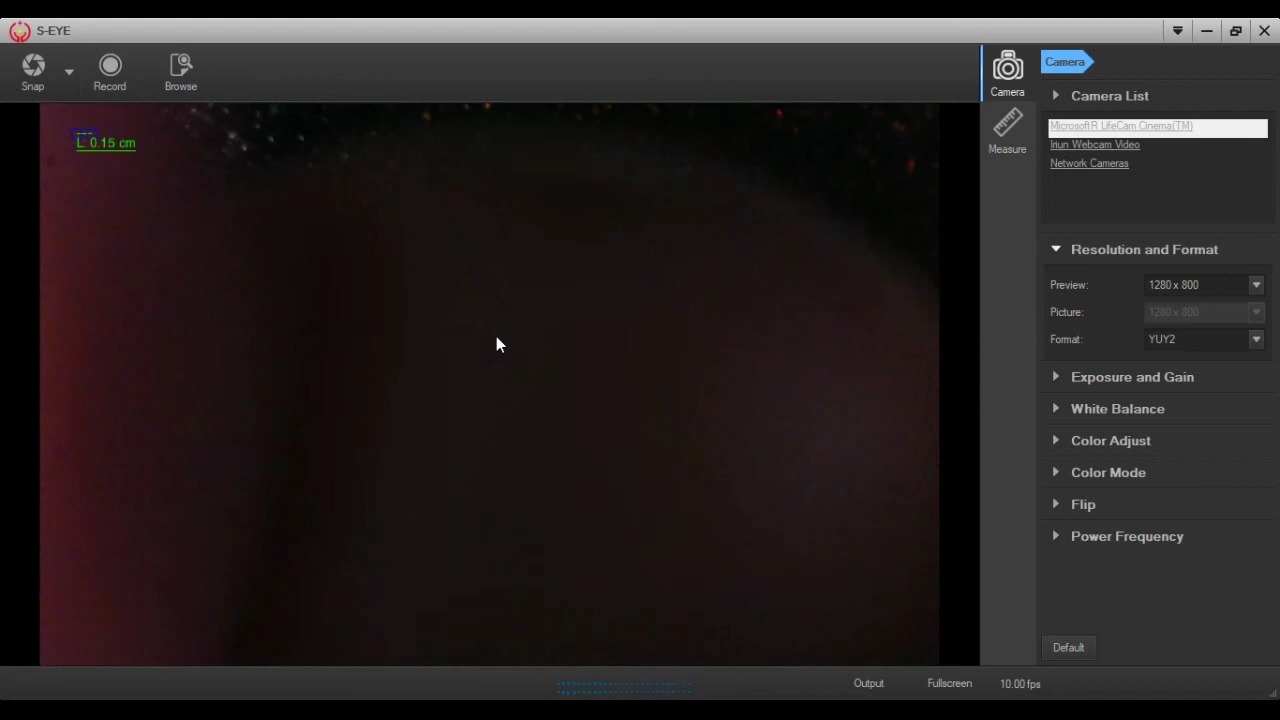 S-EYE
Snap
Record
Browse
L: 0.15 cm
Camera
Measure
Camera
Camera List
MicrosoftR LifeCam Cinema(TM)
Iriun Webcam Video
Network Cameras
Resolution and Format
Preview: 1280 x 800
Picture: 1280 x 800
Format: YUY2
Exposure and Gain
White Balance
Color Adjust
Color Mode
Flip
Power Frequency
Default
Output
Fullscreen
10.00 fps